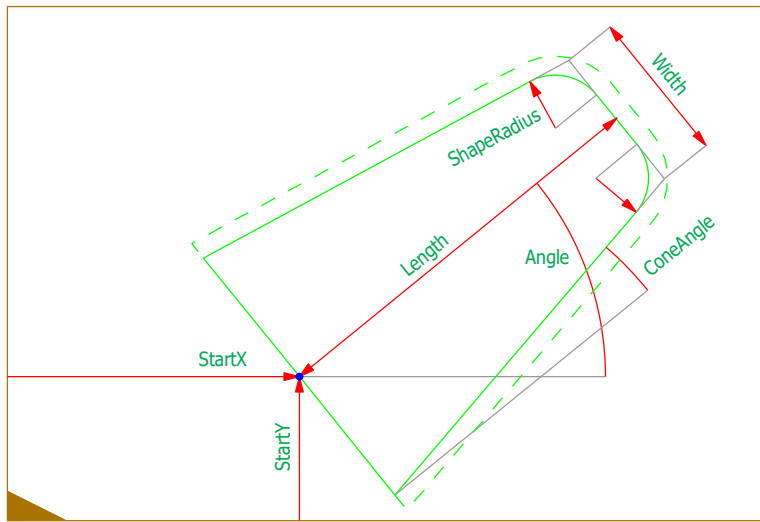 Width
ShapeRadius
Length
Angle
ConeAngle
StartX
StartY